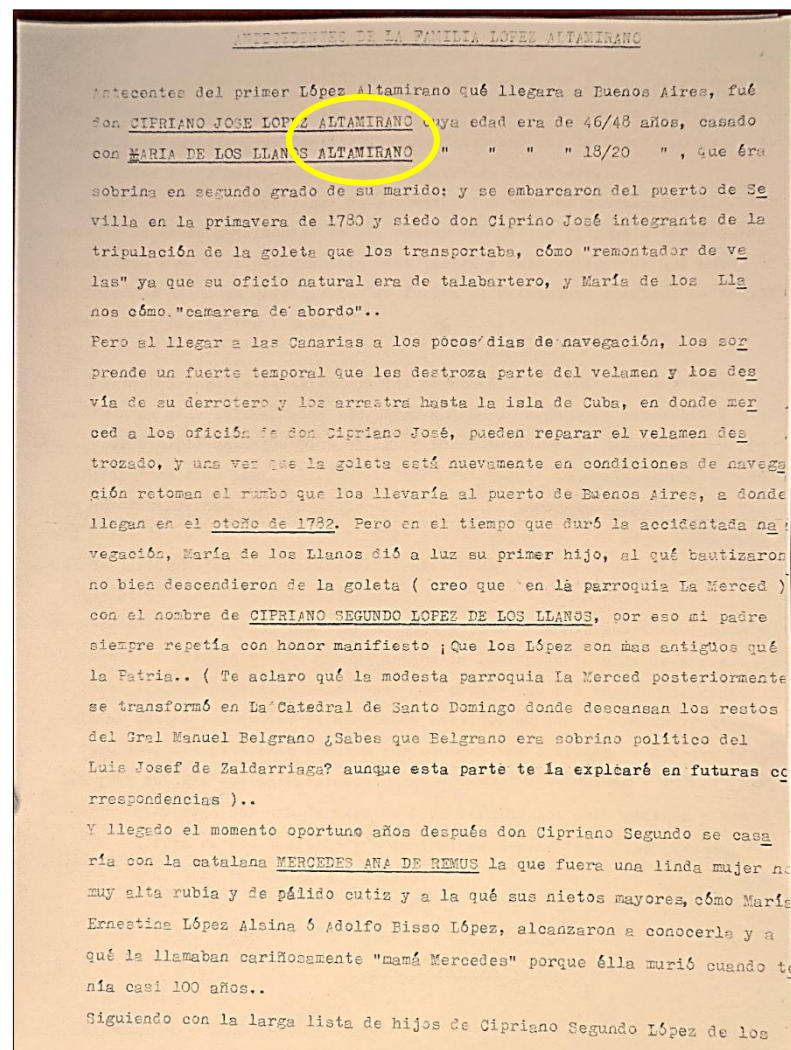 ANTECEDENTES DE LA FAMILIA LOPEZ ALTAMIRANO
Antecentes del primer López Altamirano qué llegara a Buenos Aires, fué
don CIPRIANO JOSE LOPEZ ALTAMIRANO cuya edad era de 46/48 años, casado
con MARIA DE LOS LLANOS ALTAMIRANO " " " " 18/20 " , que éra
sobrina en segundo grado de su marido: y se embarcaron del puerto de Se
villa en la primavera de 1780 y siedo don Ciprino José integrante de la
tripulación de la goleta que los transportaba, cómo "remontador de ve
las" ya que su oficio natural era de talabartero, y María de los Lla
nos cómo."camarera de abordo"..
Pero al llegar a las Canarias a los pocos dias de navegación, los sor
prende un fuerte temporal que les destroza parte del velamen y los des
vía de su derrotero y los arrastra hasta la isla de Cuba, en donde mer
ced a los ofición de don Cipriano José, pueden reparar el velamen des
trozado, y una vez que la goleta está nuevamente en condiciones de navega
ción retoman el rumbo que los llevaría al puerto de Buenos Aires, a donde
llegan en el otoño de 1782. Pero en el tiempo que duró la accidentada na
vegación, María de los Llanos dió a luz su primer hijo, al qué bautizaron
no bien descendieron de la goleta ( creo que en la parroquia La Merced )
con el nombre de CIPRIANO SEGUNDO LOPEZ DE LOS LLANOS, por eso mi padre
siempre repetía con honor manifiesto ¡Que los López son mas antigüos qué
la Patria.. ( Te aclaro qué la modesta parroquia La Merced posteriormente
se transformó en La Catedral de Santo Domingo donde descansan los restos
del Gral Manuel Belgrano ¿Sabes que Belgrano era sobrino político del
Luis Josef de Zaldarriaga? aunque esta parte te la explcaré en futuras co
rrespondencias )..
Y llegado el momento oportuno años después don Cipriano Segundo se casa
ría con la catalana MERCEDES ANA DE REMUS la que fuera una linda mujer no
muy alta rubia y de pálido cutiz y a la qué sus nietos mayores, cómo María
Ernestina López Alsina ó Adolfo Bisso López, alcanzaron a conocerla y a
qué la llamaban cariñosamente "mamá Mercedes" porque élla murió cuando te
nía casi 100 años..
Siguiendo con la larga lista de hijos de Cipriano Segundo López de los